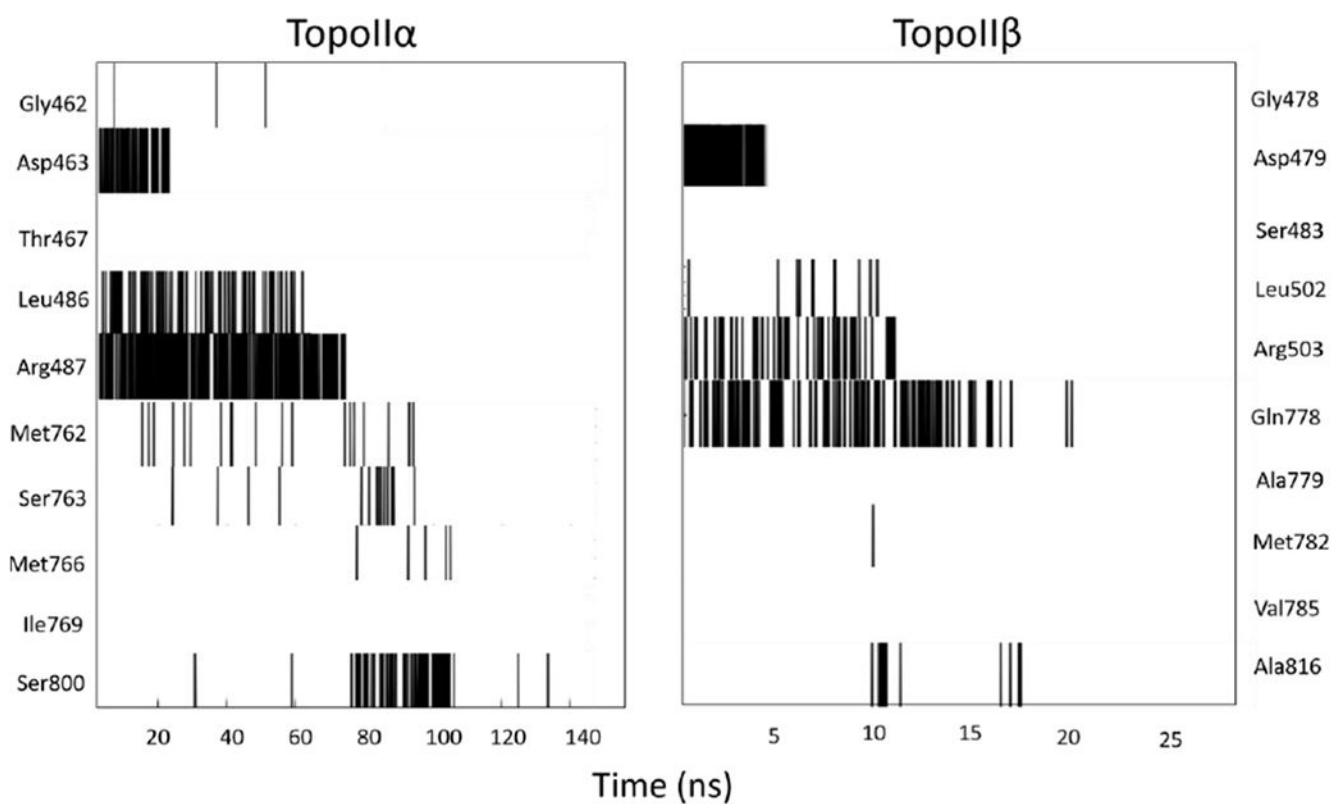 TopoIIα
TopoIIβ
Gly462
Asp463
Thr467
Leu486
Arg487
Met762
Ser763
Met766
Ile769
Ser800
Gly478
Asp479
Ser483
Leu502
Arg503
Gln778
Ala779
Met782
Val785
Ala816
20 40 60 80 100 120 140
5 10 15 20 25
Time (ns)